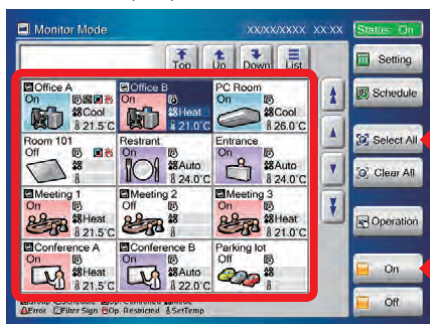 Monitor Mode XX/XX/XXXX XX:XX Status: On
Top Up Down List
Setting
Schedule
Select All
Clear All
Operation
On
Off
Office A Office B PC Room
On On On
Heat Cool
21.5°C 21.0°C 26.0°C
Room 101 Restrant Entrance
Off On On
Auto Auto
24.0°C 24.0°C
Meeting 1 Meeting 2 Meeting 3
On Off On
Heat Heat
21.5°C 21.0°C
Conference A Conference B Parking lot
On On Off
Heat Auto
21.5°C 22.0°C
Error Filter Sign Op. Restricted SetTemp